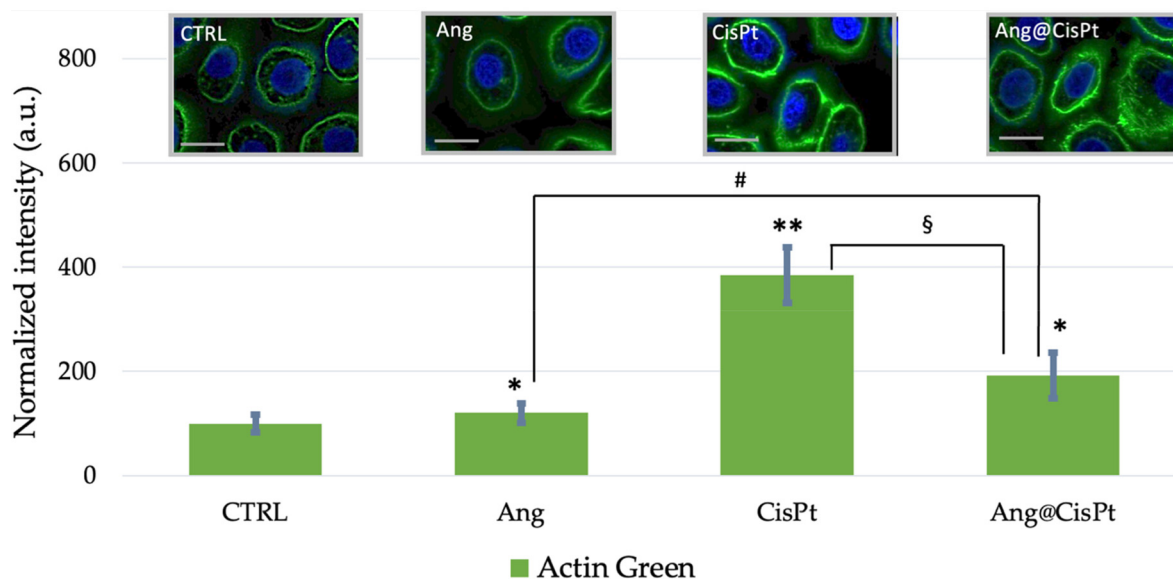 CTRL
Ang
CisPt
Ang@CisPt
Normalized intensity (a.u.)
800
600
400
200
0
#
**
§
*
*
CTRL
Ang
CisPt
Ang@CisPt
Actin Green